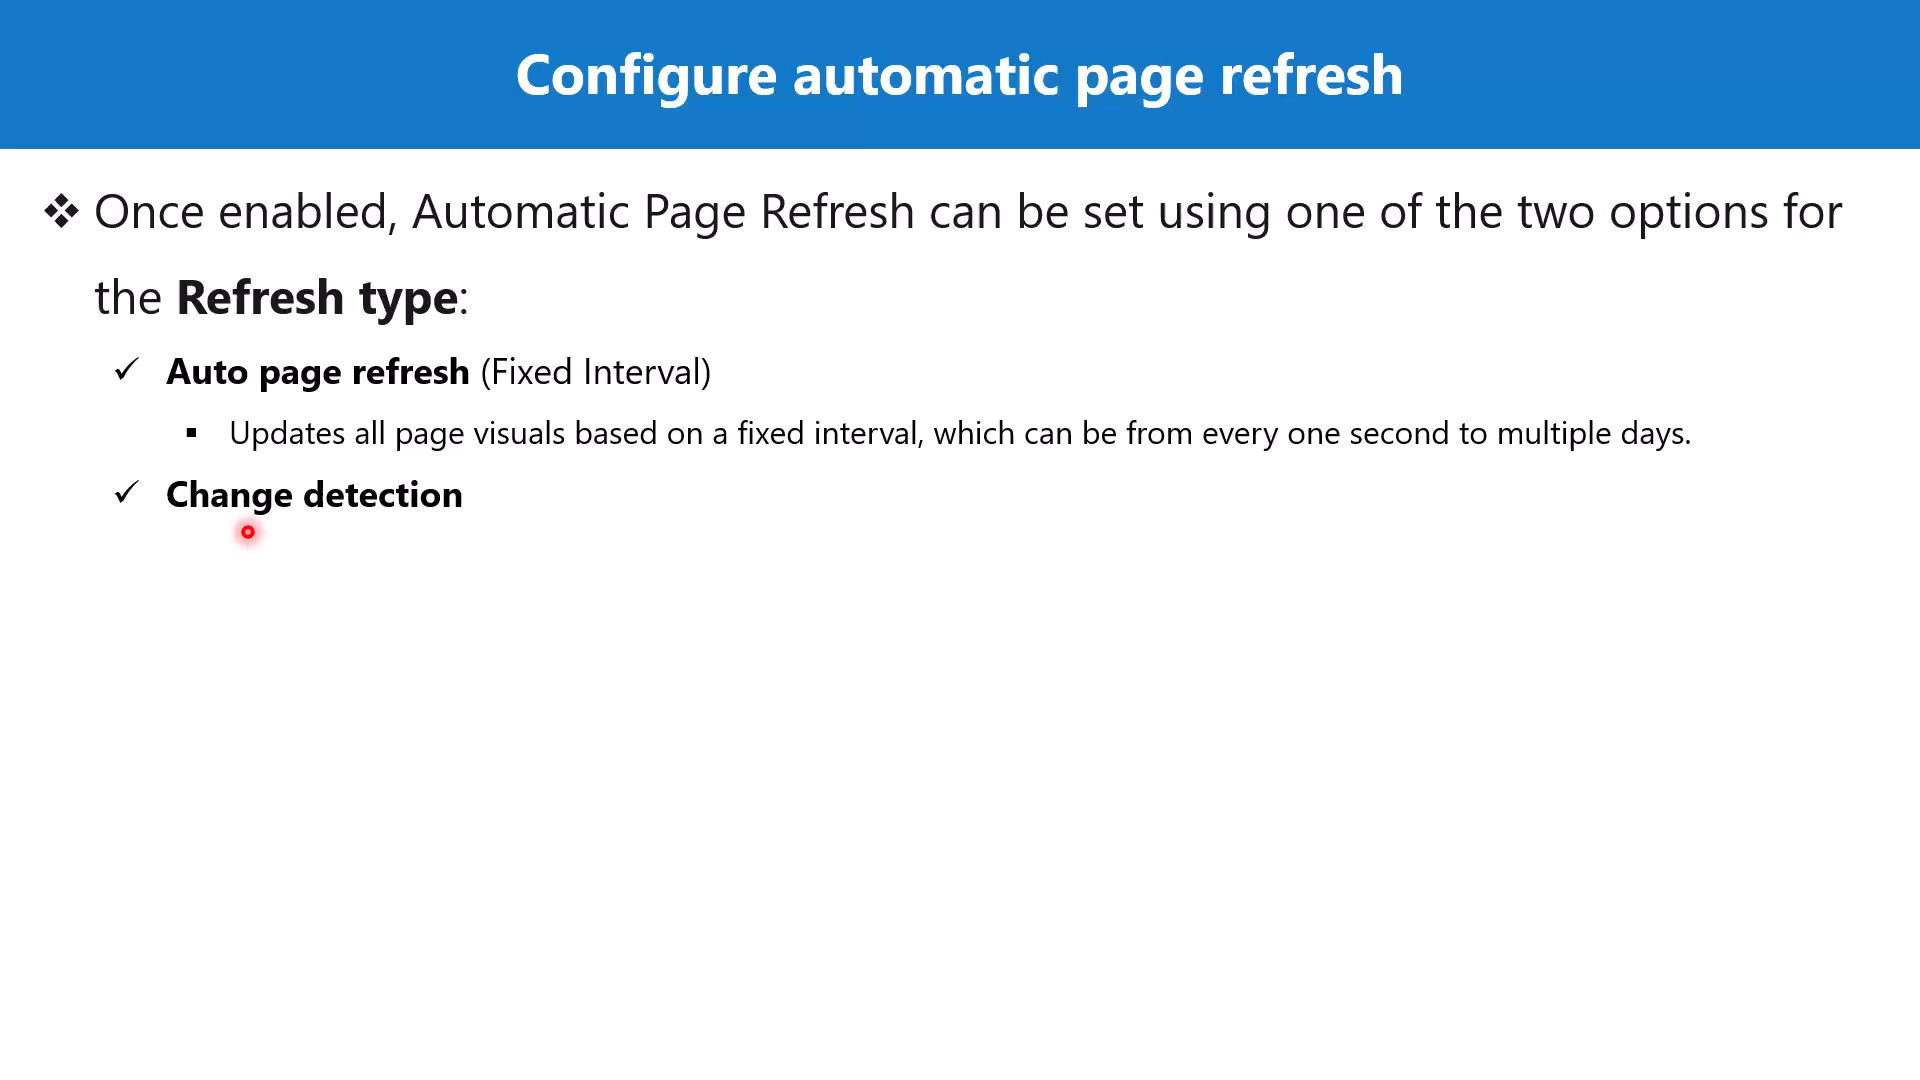 Configure automatic page refresh
❖ Once enabled, Automatic Page Refresh can be set using one of the two options for
the Refresh type:
✓ Auto page refresh (Fixed Interval)
▪ Updates all page visuals based on a fixed interval, which can be from every one second to multiple days.
✓ Change detection